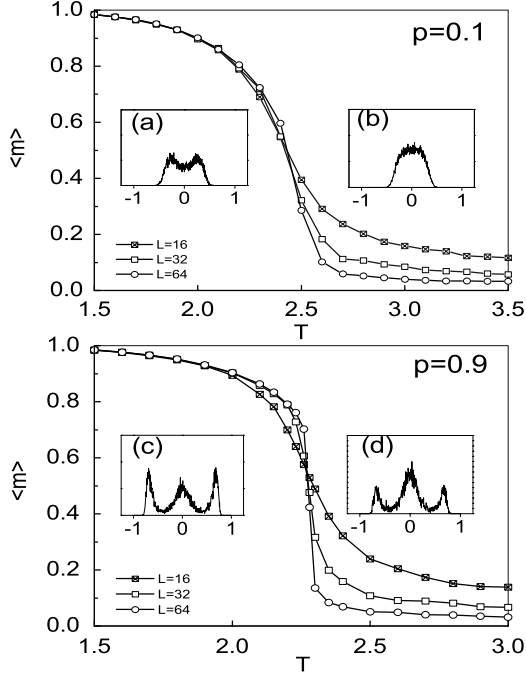 1.0
p=0.1
0.8
(a)
(b)
0.6
<m>
0.4
-1 0 1
-1 0 1
0.2
L=16
L=32
L=64
0.0
1.5 2.0 2.5 3.0 3.5
T
1.0
p=0.9
0.8
(c)
(d)
0.6
<m>
0.4
-1 0 1
-1 0 1
0.2
L=16
L=32
L=64
0.0
1.5 2.0 2.5 3.0
T